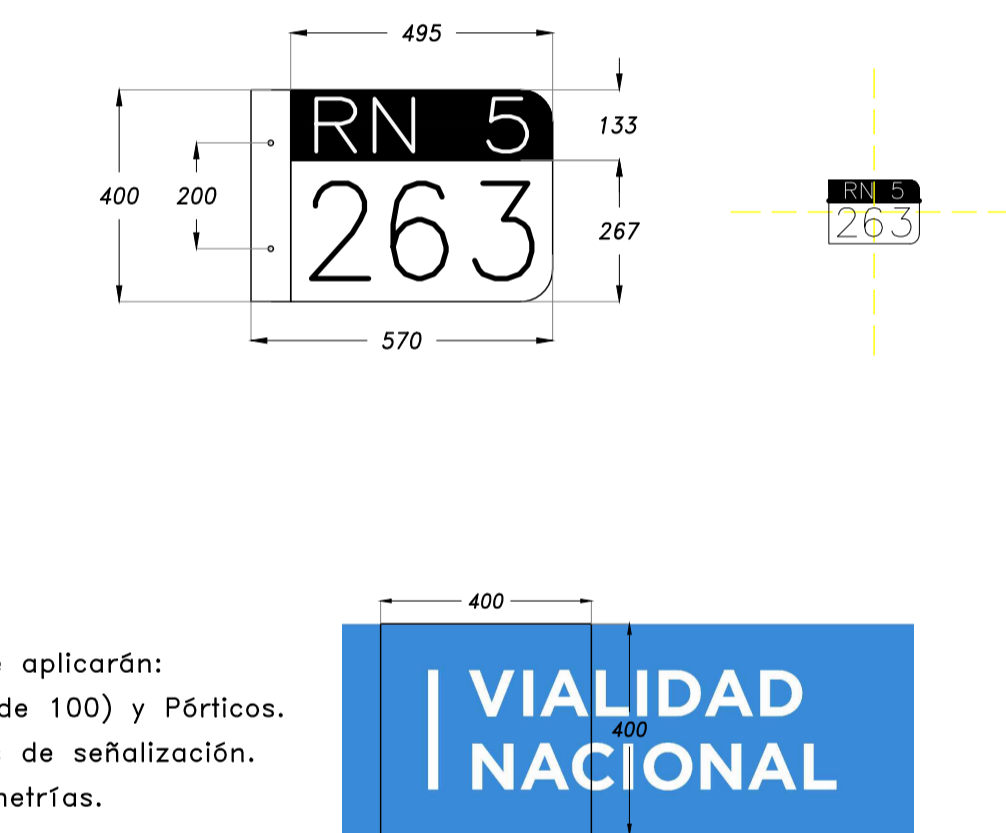 495
RN 5
133
400
200
263
267
570
RN 5
263
400
aplicarán:
de 100) y Pórticos.
de señalización.
VIALIDAD
400
NACIONAL